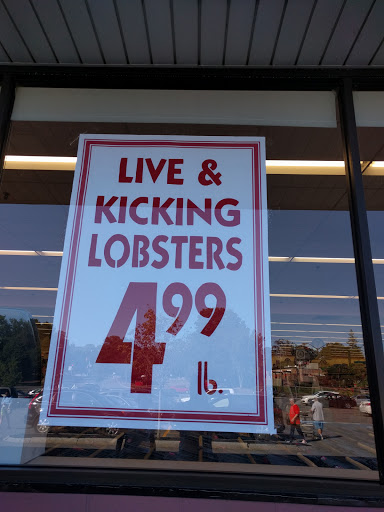 LIVE &
KICKING
LOBSTERS
4 99
lb.